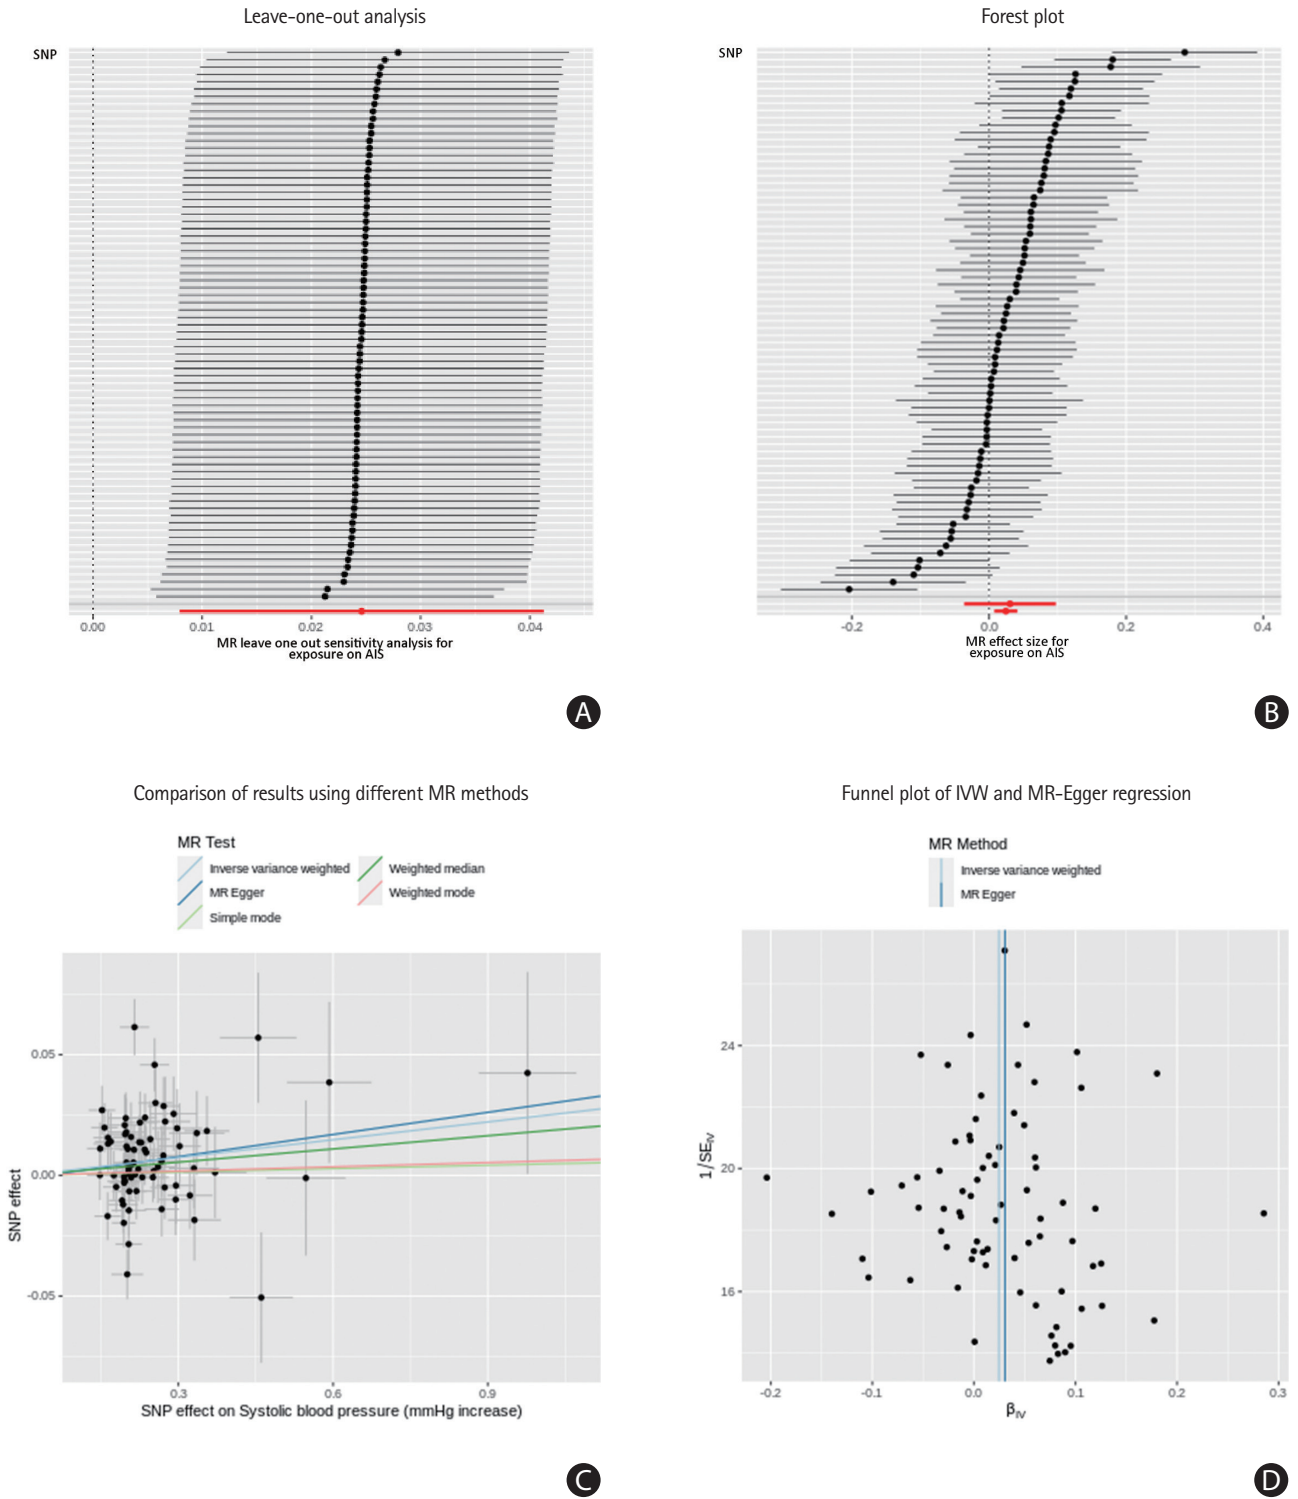 Leave-one-out analysis
SNP
0.00 0.01 0.02 0.03 0.04
MR leave one out sensitivity analysis for
exposure on AIS
A
Forest plot
SNP
-0.2 0.0 0.2 0.4
MR effect size for
exposure on AIS
B
Comparison of results using different MR methods
MR Test
Inverse variance weighted
Weighted median
MR Egger
Weighted mode
Simple mode
SNP effect
0.05
0.00
-0.05
0.3 0.6 0.9
SNP effect on Systolic blood pressure (mmHg increase)
C
Funnel plot of IVW and MR-Egger regression
MR Method
Inverse variance weighted
MR Egger
1/SE_IV
24
20
16
-0.2 -0.1 0.0 0.1 0.2 0.3
β_IV
D